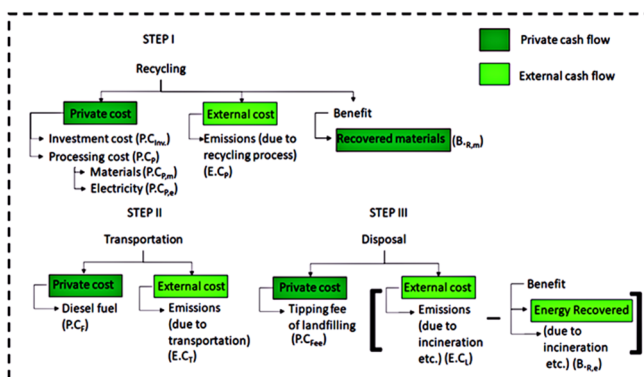 STEP I
Private cash flow
External cash flow
Recycling
Private cost
Investment cost (P.C_Inv.)
Processing cost (P.C_P)
Materials (P.C_P,m)
Electricity (P.C_P,e)
External cost
Emissions (due to
recycling process)
(E.C_P)
Benefit
Recovered materials (B._R,m)
STEP II
Transportation
Private cost
Diesel fuel
(P.C_F)
External cost
Emissions
(due to
transportation)
(E.C_T)
STEP III
Disposal
Private cost
Tipping fee
of landfilling
(P.C_Fee)
[
External cost
Emissions
(due to
incineration
etc.) (E.C_L)
–
Benefit
Energy Recovered
(due to
incineration
etc.) (B._R,e)
]